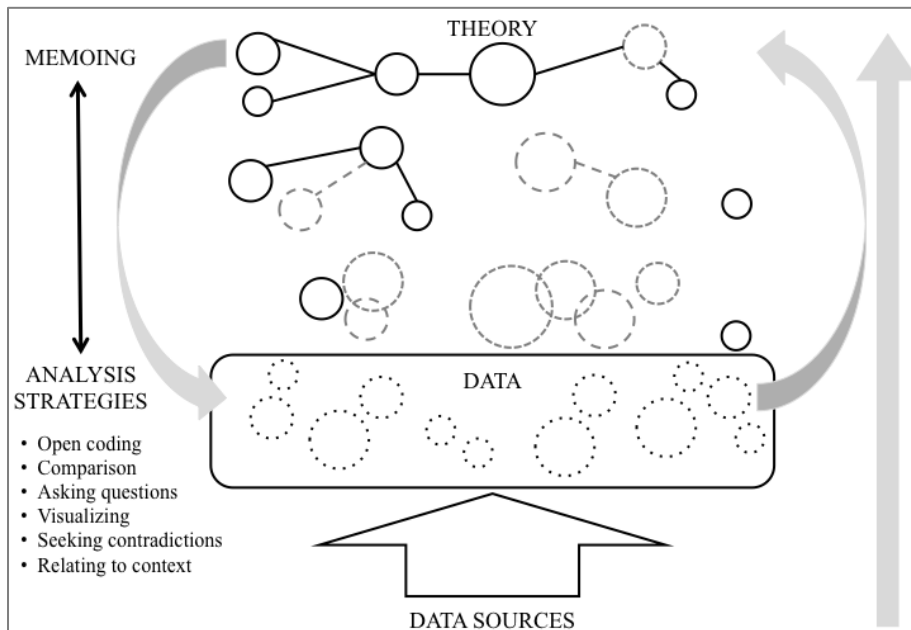 THEORY
MEMOING
ANALYSIS
STRATEGIES
• Open coding
• Comparison
• Asking questions
• Visualizing
• Seeking contradictions
• Relating to context
DATA
DATA SOURCES